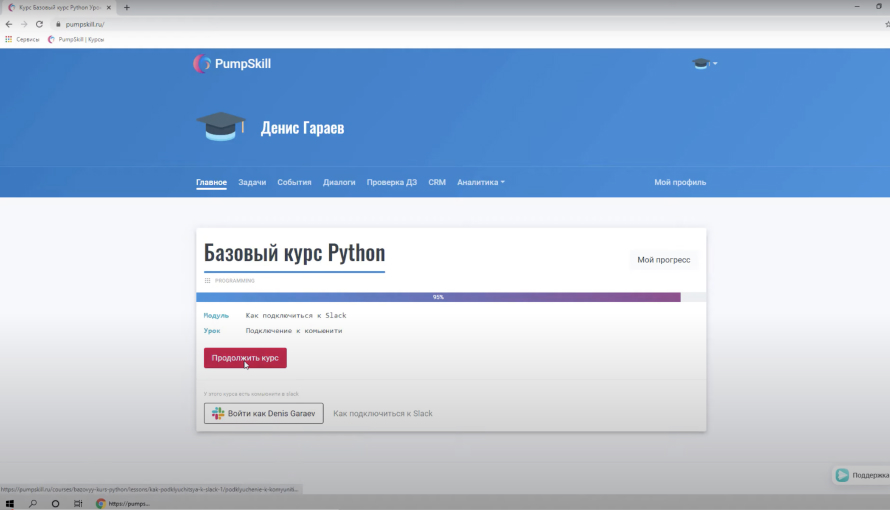 Курс Базовый курс Python Уро
pumpskill.ru/
Сервисы PumpSkill | Курсы
PumpSkill
Денис Гараев
Главное Задачи События Диалоги Проверка ДЗ CRM Аналитика Мой профиль
Базовый курс Python
Мой прогресс
PROGRAMMING
95%
Модуль Как подключиться к Slack
Урок Подключение к комьюнити
Продолжить курс
У этого курса есть комьюнити в slack
Войти как Denis Garaev Как подключиться к Slack
Поддержка
https://pumpskill.ru/courses/bazovyy-kurs-python/lessons/kak-podklyuchitsya-k-slack-1/podklyuchenie-k-komyunit...
https://pumps...